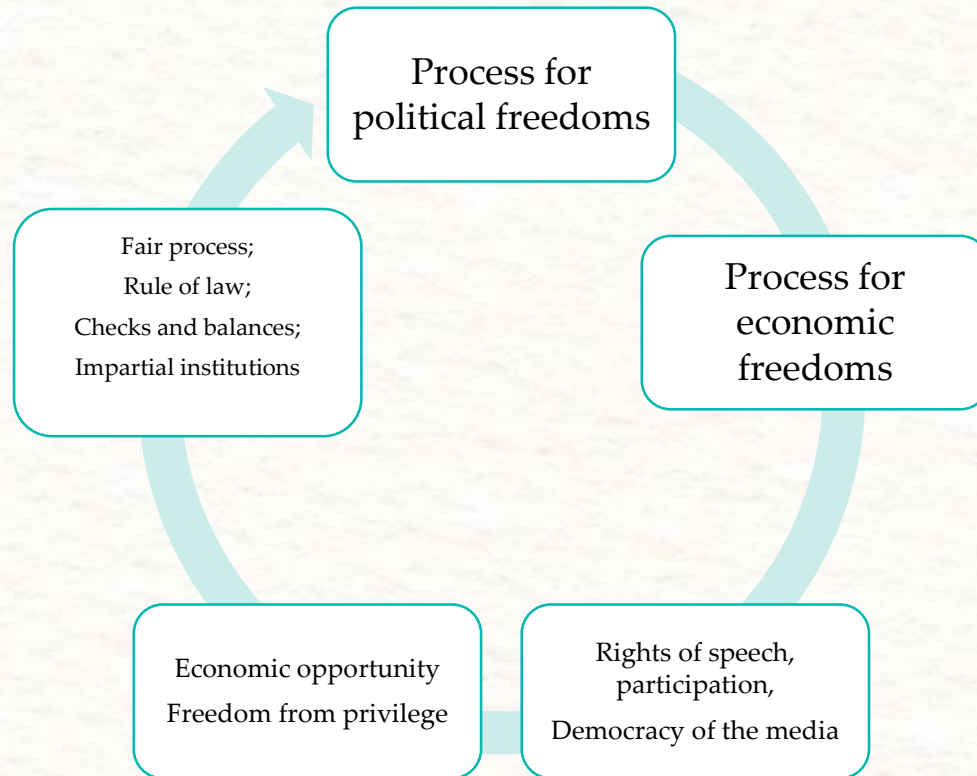 Process for
political freedoms
Process for
economic
freedoms
Rights of speech,
participation,
Democracy of the media
Economic opportunity
Freedom from privilege
Fair process;
Rule of law;
Checks and balances;
Impartial institutions